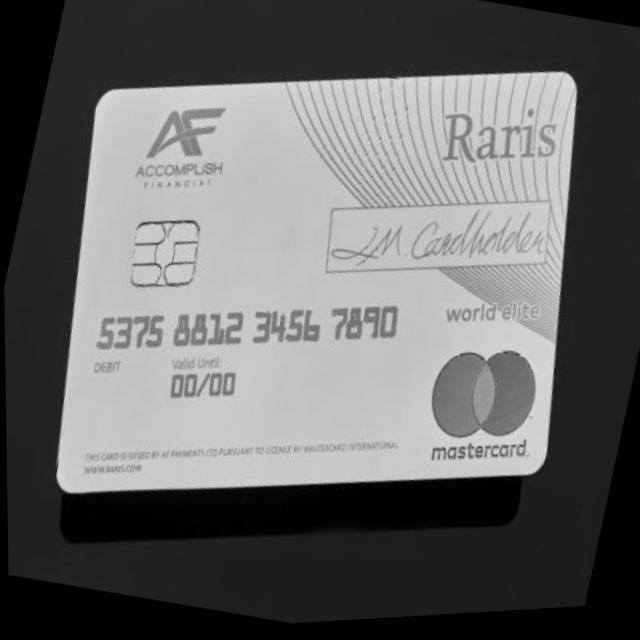 AF
Raris
ACCOMPLISH
FINANCIAL
I.M. Cardholder
5375 8812 3456 7890
world elite
DEBIT
Valid Until:
00/00
THIS CARD IS ISSUED BY AF PAYMENTS LTD PURSUANT TO LICENCE BY MASTERCARD INTERNATIONAL
WWW.RARIS.COM
mastercard.